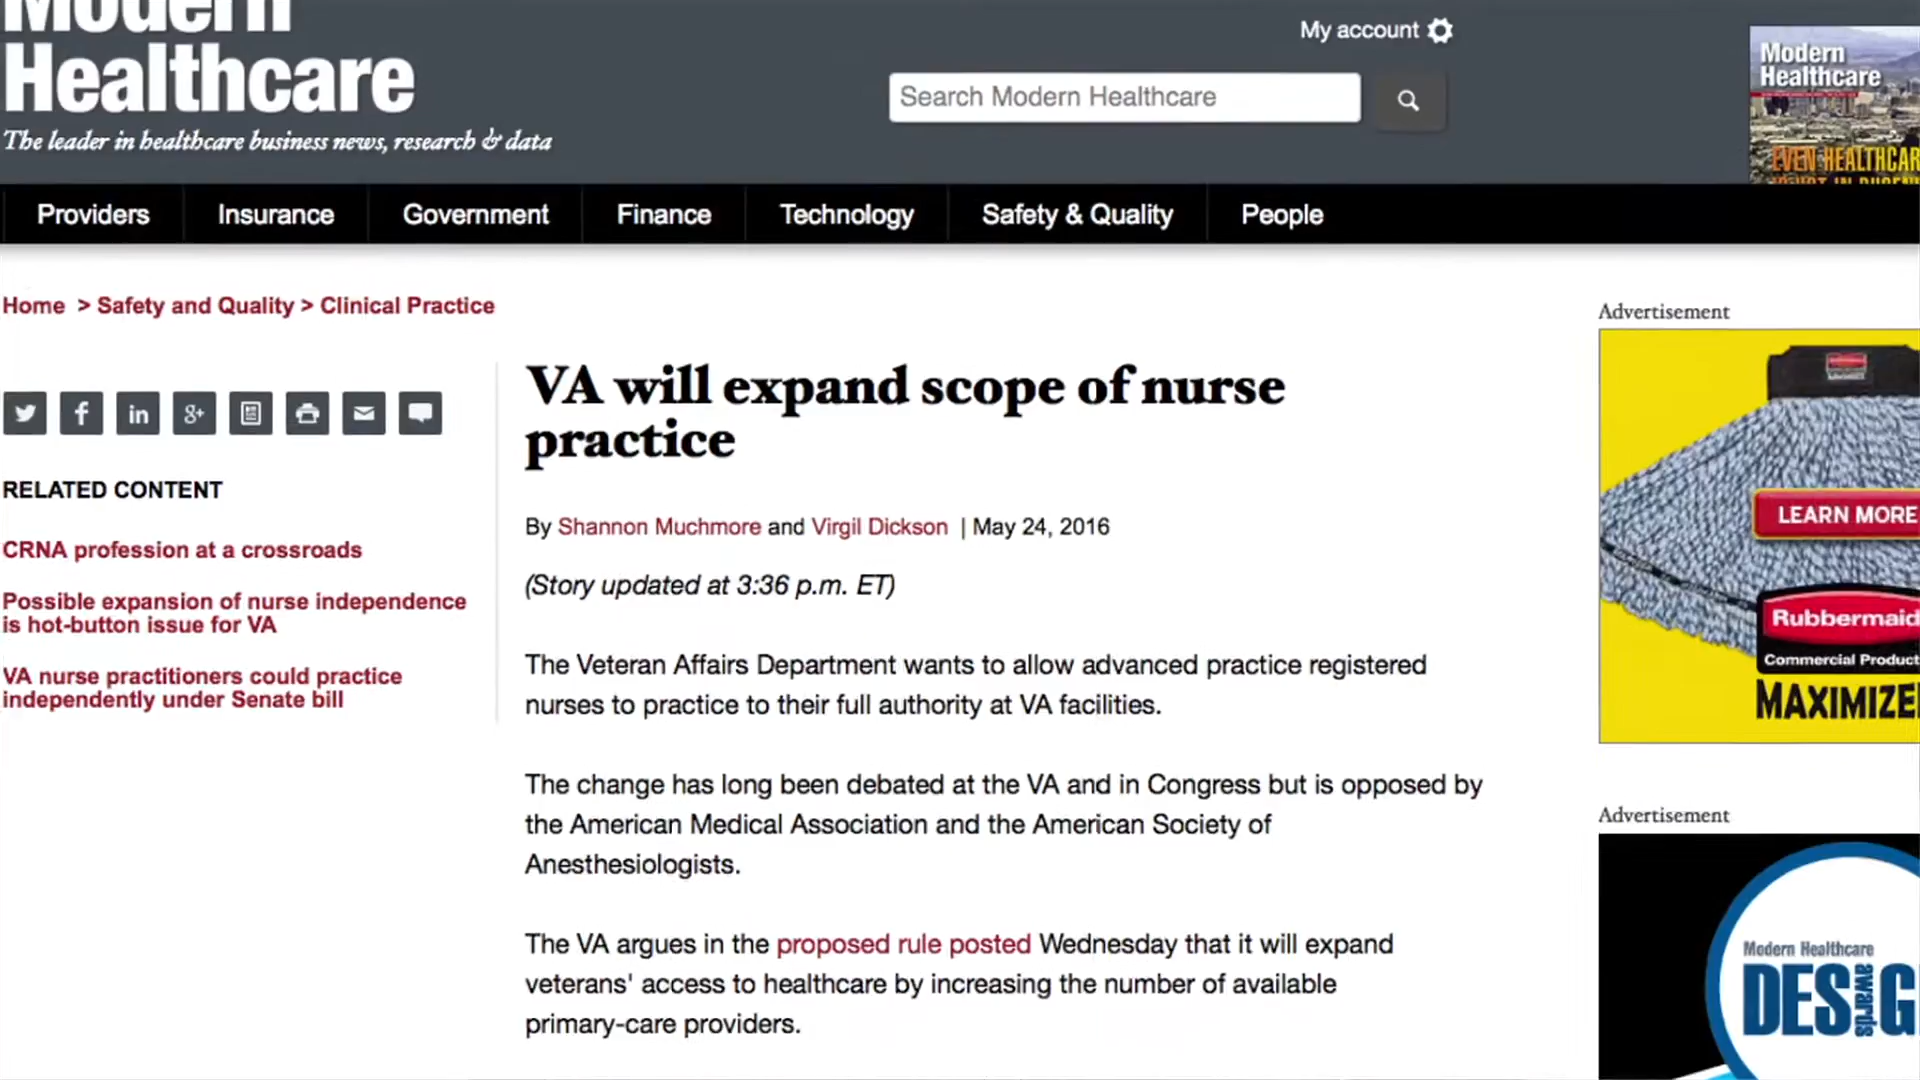 Modern
Healthcare
The leader in healthcare business news, research & data
My account
Search Modern Healthcare
Modern
Healthcare
EVEN HEALTHCAR
Providers
Insurance
Government
Finance
Technology
Safety & Quality
People
Home > Safety and Quality > Clinical Practice
RELATED CONTENT
CRNA profession at a crossroads
Possible expansion of nurse independence
is hot-button issue for VA
VA nurse practitioners could practice
independently under Senate bill
VA will expand scope of nurse
practice
By Shannon Muchmore and Virgil Dickson | May 24, 2016
(Story updated at 3:36 p.m. ET)
The Veteran Affairs Department wants to allow advanced practice registered
nurses to practice to their full authority at VA facilities.
The change has long been debated at the VA and in Congress but is opposed by
the American Medical Association and the American Society of
Anesthesiologists.
The VA argues in the proposed rule posted Wednesday that it will expand
veterans' access to healthcare by increasing the number of available
primary-care providers.
Advertisement
LEARN MORE
Rubbermaid
Commercial Product
MAXIMIZE
Advertisement
Modern Healthcare
DESIG
awards